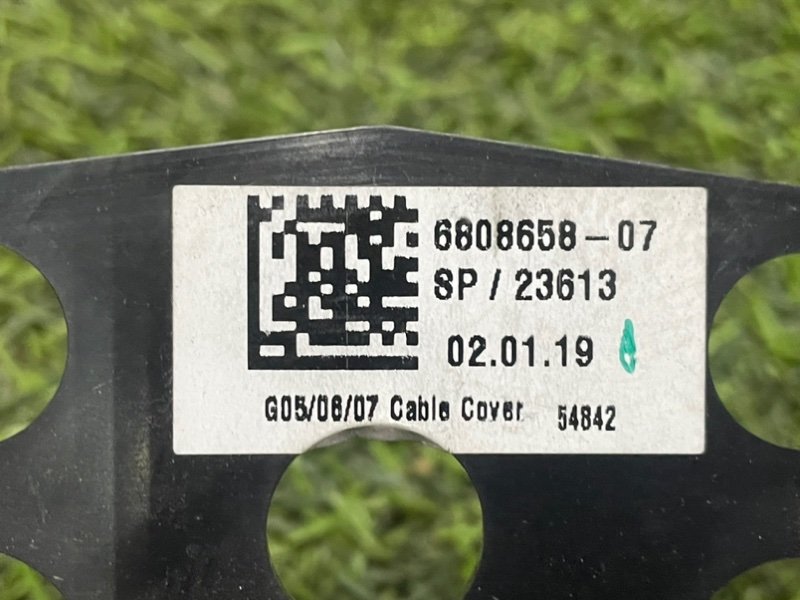 6808658-07
SP / 23613
02.01.19
G05/06/07 Cable Cover 54842